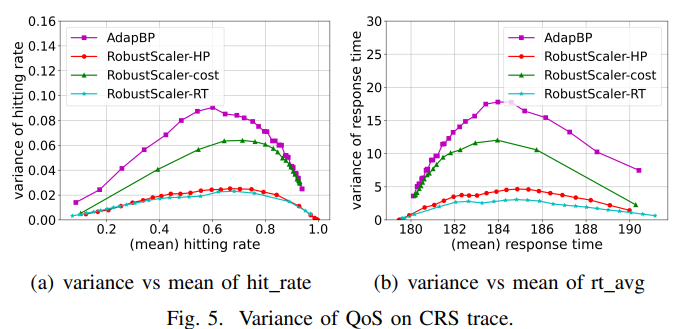 0.16
0.14
0.12
0.10
0.08
0.06
0.04
0.02
0.00
variance of hitting rate
AdapBP
RobustScaler-HP
RobustScaler-cost
RobustScaler-RT
0.2 0.4 0.6 0.8 1.0
(mean) hitting rate
30
25
20
15
10
5
0
variance of response time
AdapBP
RobustScaler-HP
RobustScaler-cost
RobustScaler-RT
180 182 184 186 188 190
(mean) response time
(a) variance vs mean of hit_rate
(b) variance vs mean of rt_avg
Fig. 5. Variance of QoS on CRS trace.